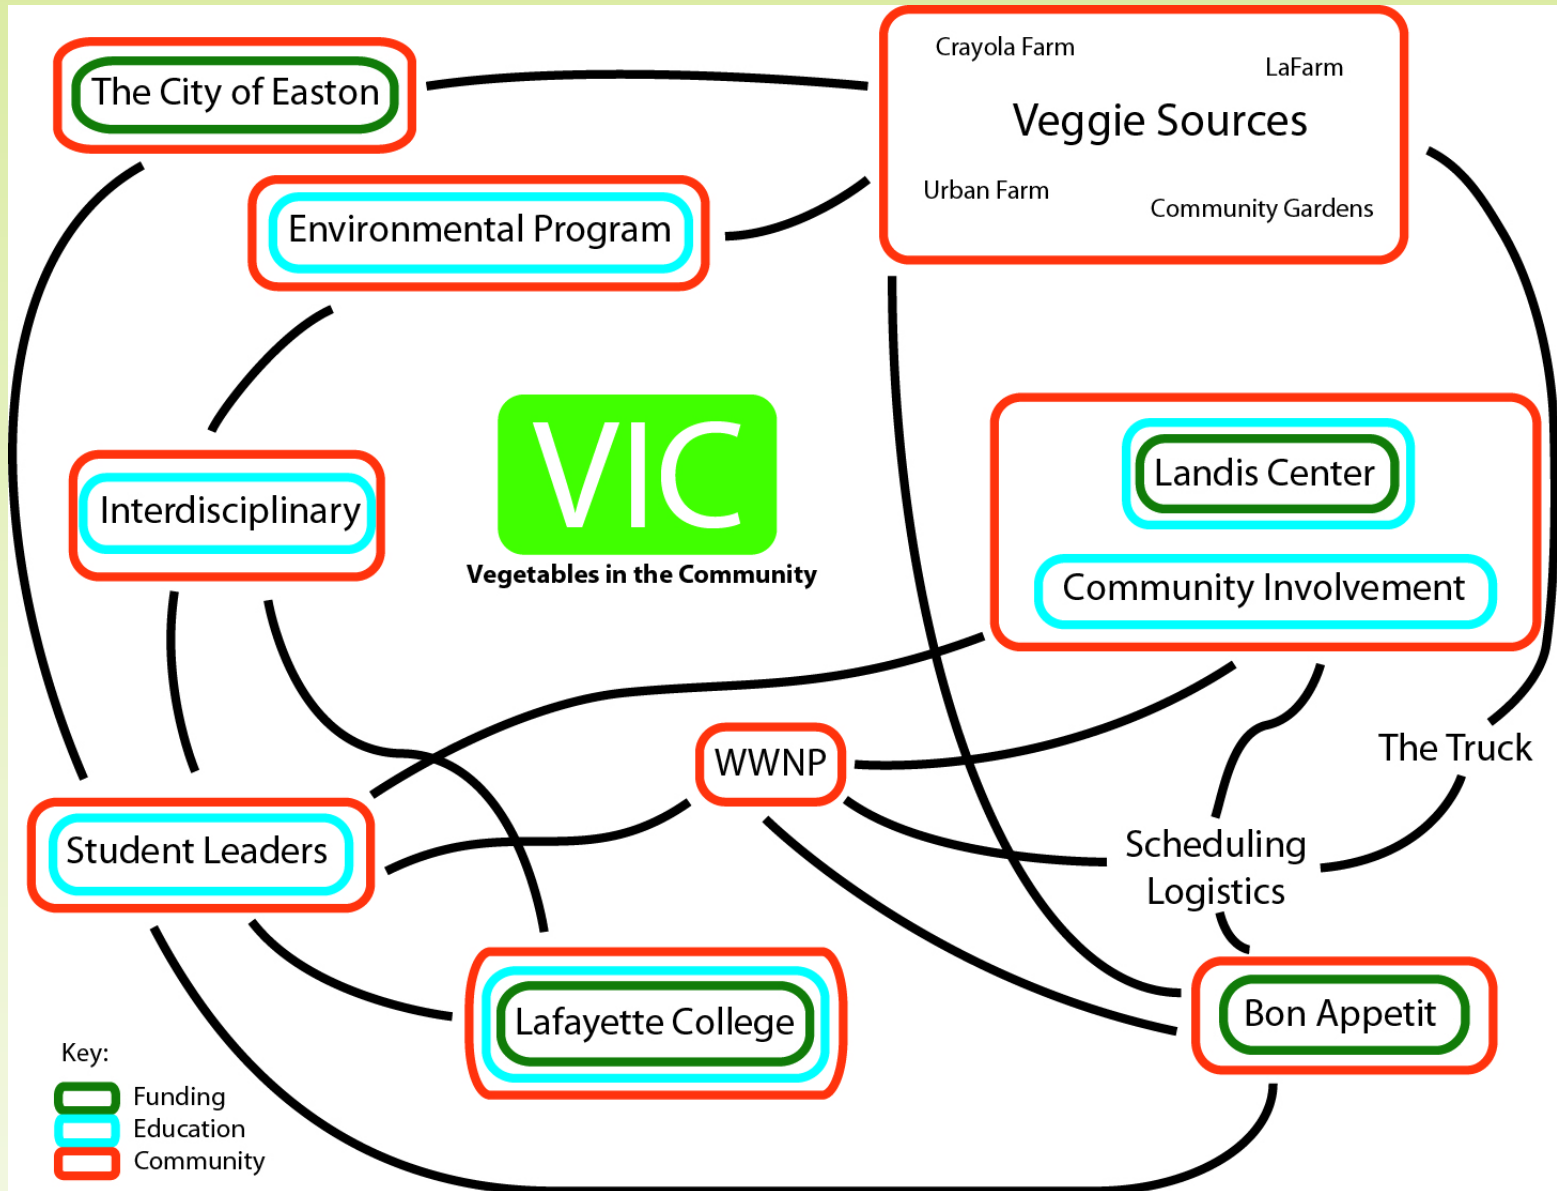 The City of Easton
Crayola Farm
LaFarm
Veggie Sources
Urban Farm
Community Gardens
Environmental Program
VIC
Vegetables in the Community
Interdisciplinary
Landis Center
Community Involvement
WWNP
The Truck
Student Leaders
Scheduling
Logistics
Lafayette College
Bon Appetit
Key:
Funding
Education
Community